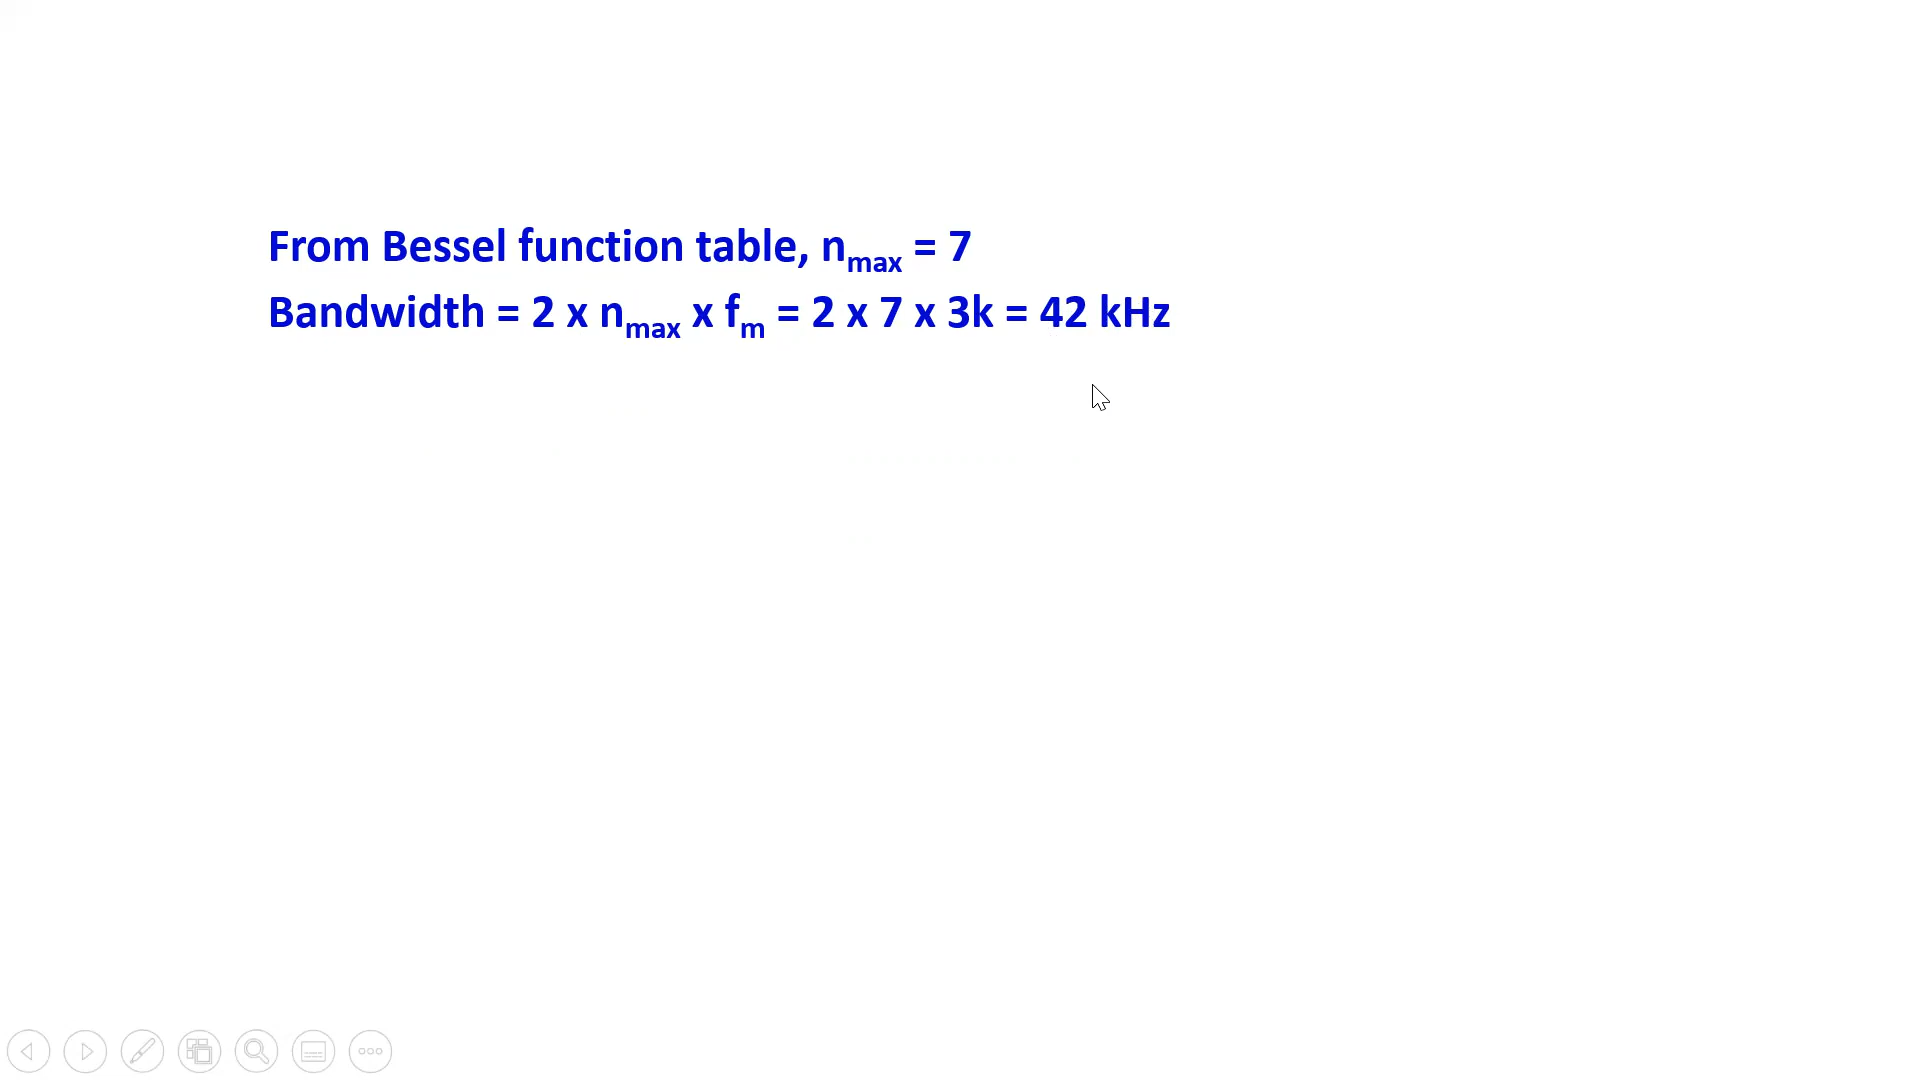 From Bessel function table, nmax = 7
Bandwidth = 2 x nmax x fm = 2 x 7 x 3k = 42 kHz